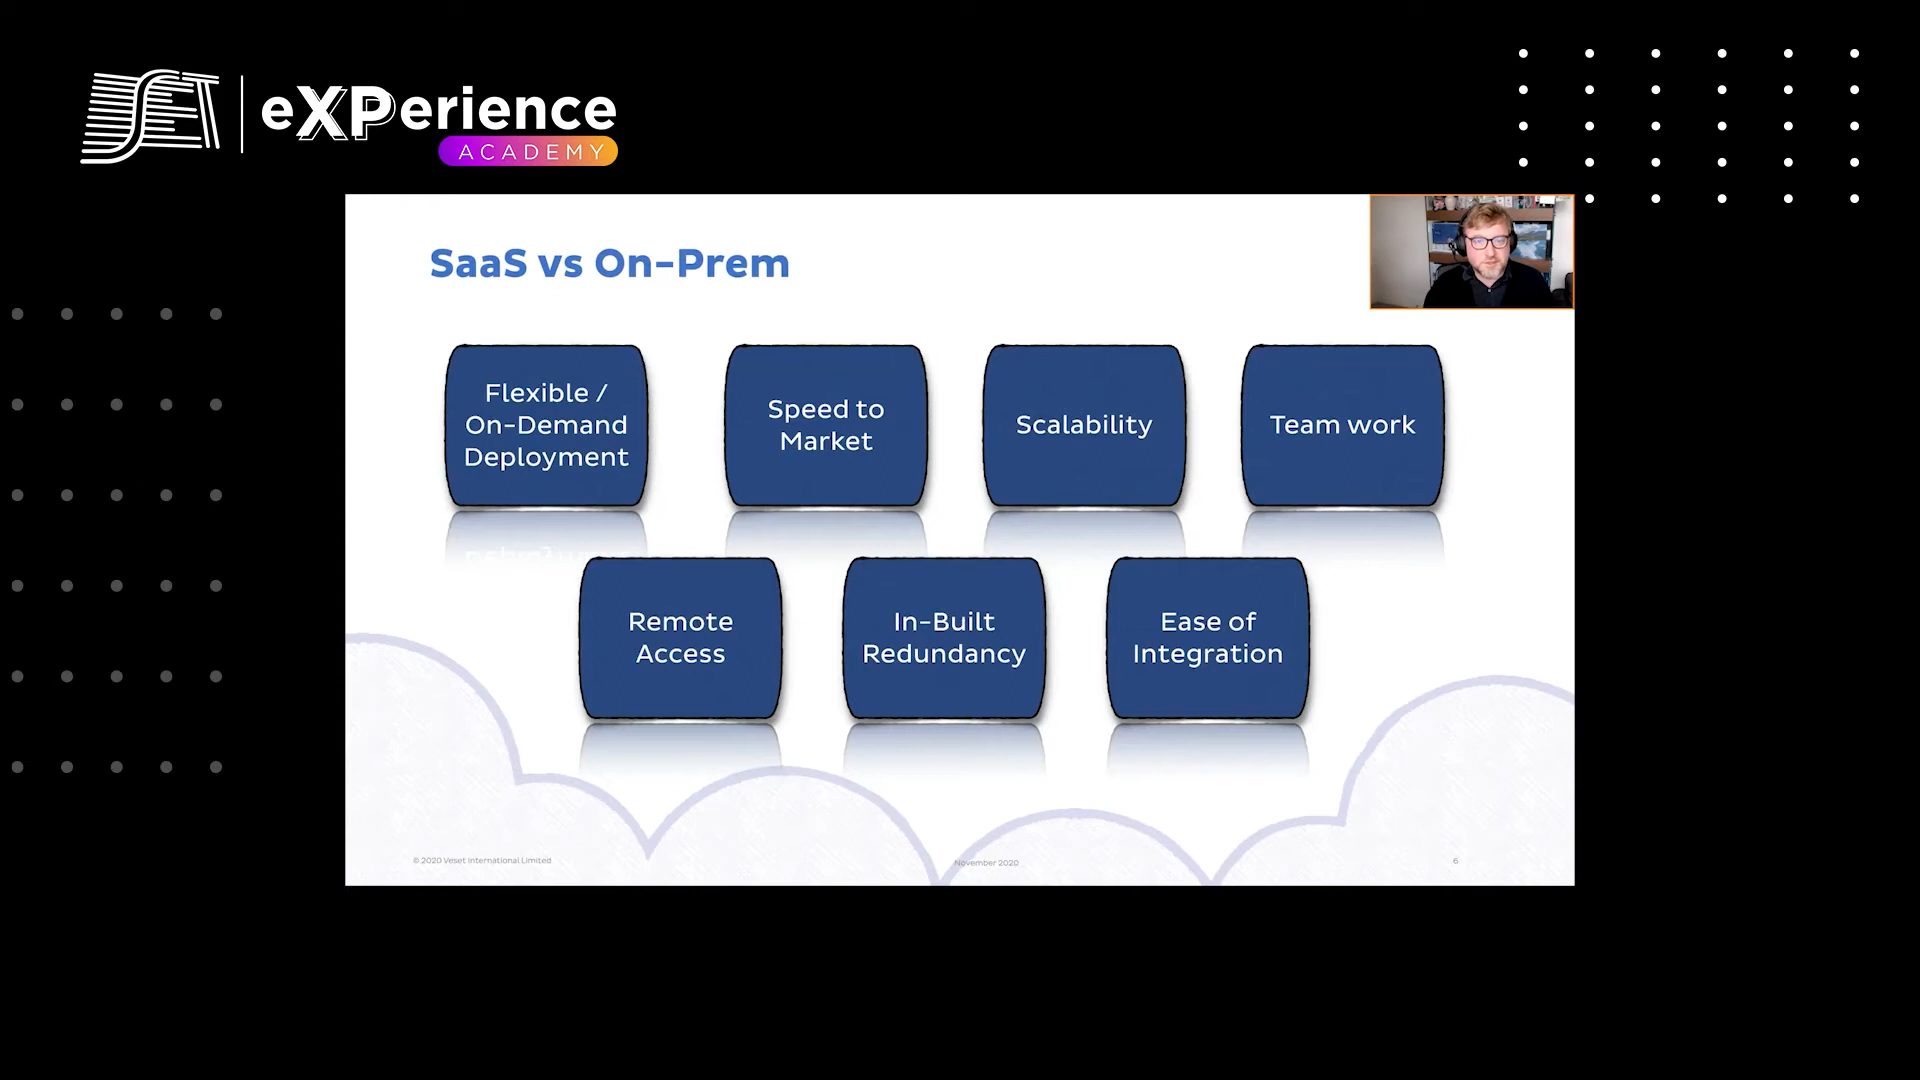 SET
eXPerience
ACADEMY
SaaS vs On-Prem
Flexible /
On-Demand
Deployment
Speed to
Market
Scalability
Team work
Remote
Access
In-Built
Redundancy
Ease of
Integration
© 2020 Veset International Limited
November 2020
6